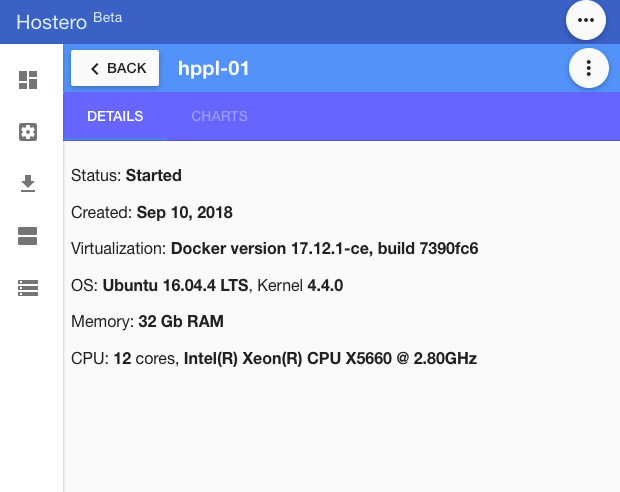 Hostero Beta
BACK
hppl-01
DETAILS CHARTS
Status: Started
Created: Sep 10, 2018
Virtualization: Docker version 17.12.1-ce, build 7390fc6
OS: Ubuntu 16.04.4 LTS, Kernel 4.4.0
Memory: 32 Gb RAM
CPU: 12 cores, Intel(R) Xeon(R) CPU X5660 @ 2.80GHz